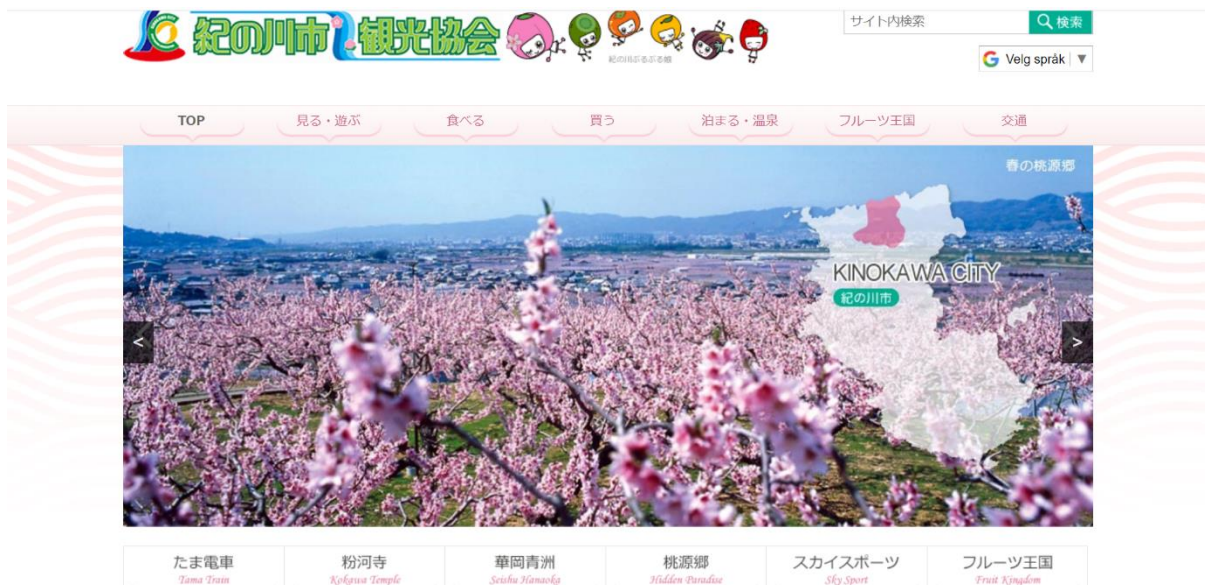 紀の川市観光協会
紀の川ぷるぷる娘
サイト内検索
検索
Velg språk
TOP
見る・遊ぶ
食べる
買う
泊まる・温泉
フルーツ王国
交通
春の桃源郷
KINOKAWA CITY
紀の川市
<
>
たま電車
粉河寺
華岡青洲
桃源郷
スカイスポーツ
フルーツ王国
Tama Train
Kokawa Temple
Seishu Hanaoka
Hidden Paradise
Sky Sport
Fruit Kingdom